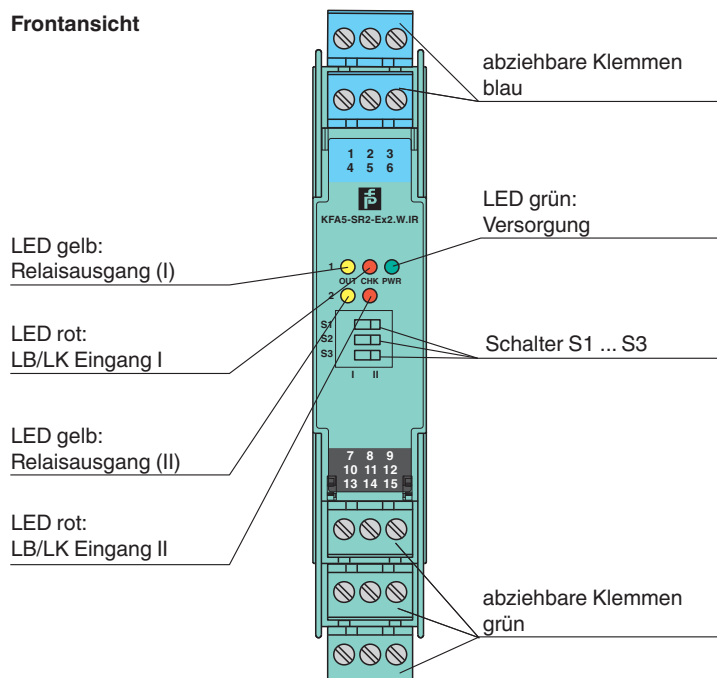 Frontansicht
abziehbare Klemmen
blau
1 2 3
4 5 6
KFA5-SR2-Ex2.W.IR
LED grün:
Versorgung
LED gelb:
Relaisausgang (I)
1
OUT CHK PWR
2
LED rot:
LB/LK Eingang I
S1
S2
S3
I II
Schalter S1 ... S3
LED gelb:
Relaisausgang (II)
7 8 9
10 11 12
13 14 15
LED rot:
LB/LK Eingang II
abziehbare Klemmen
grün